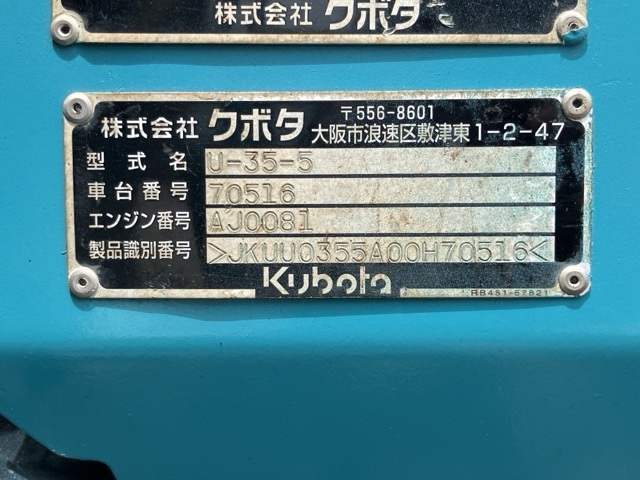 株式会社 クボタ
株式会社 クボタ 〒556-8601
大阪市浪速区敷津東1-2-47
型式名 U-35-5
車台番号 70516
エンジン番号 AJ0081
製品識別番号 >JKUU0355A00H70516<
Kubota
RB451-57821